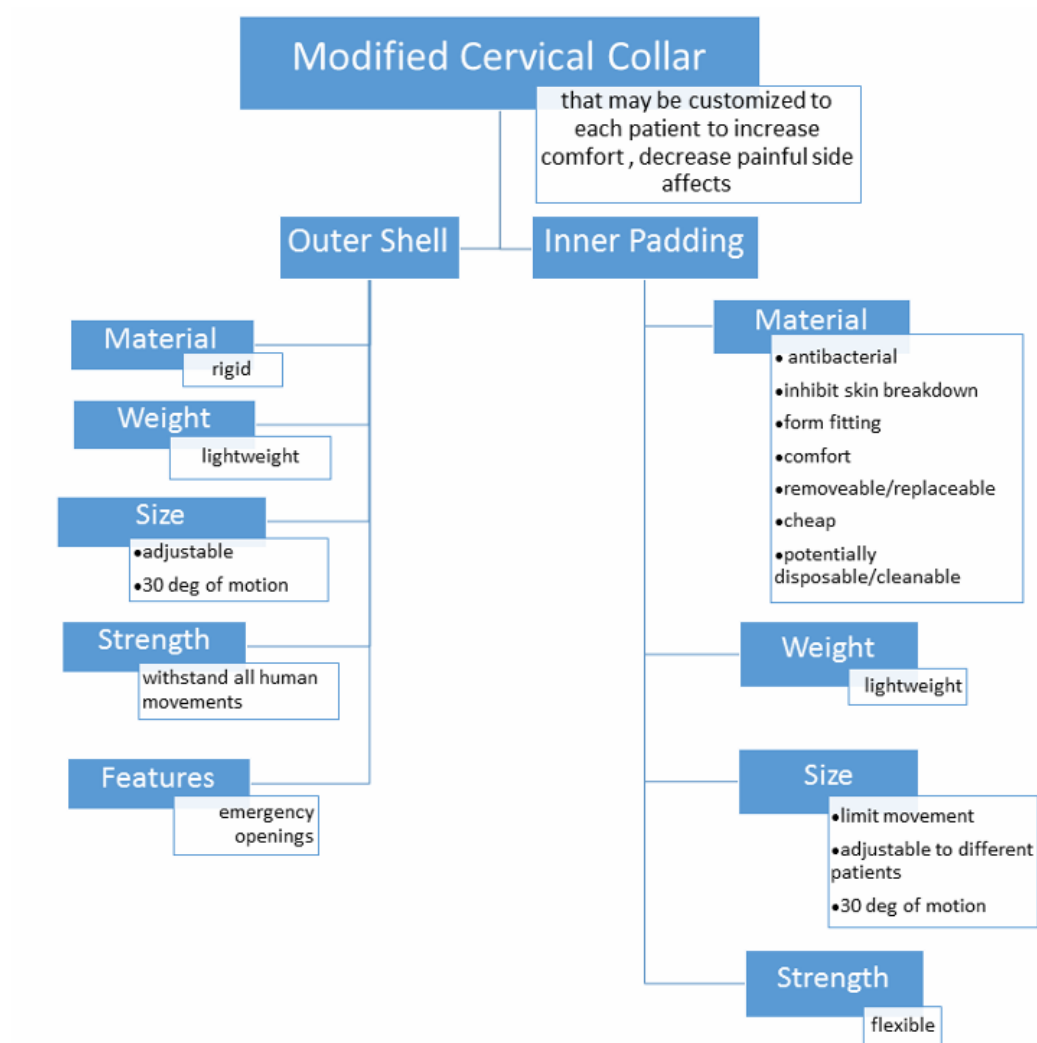 Modified Cervical Collar
that may be customized to
each patient to increase
comfort , decrease painful side
affects
Outer Shell
Material
rigid
Weight
lightweight
Size
•adjustable
•30 deg of motion
Strength
withstand all human
movements
Features
emergency
openings
Inner Padding
Material
• antibacterial
•inhibit skin breakdown
•form fitting
•comfort
•removeable/replaceable
•cheap
•potentially
disposable/cleanable
Weight
lightweight
Size
•limit movement
•adjustable to different
patients
•30 deg of motion
Strength
flexible